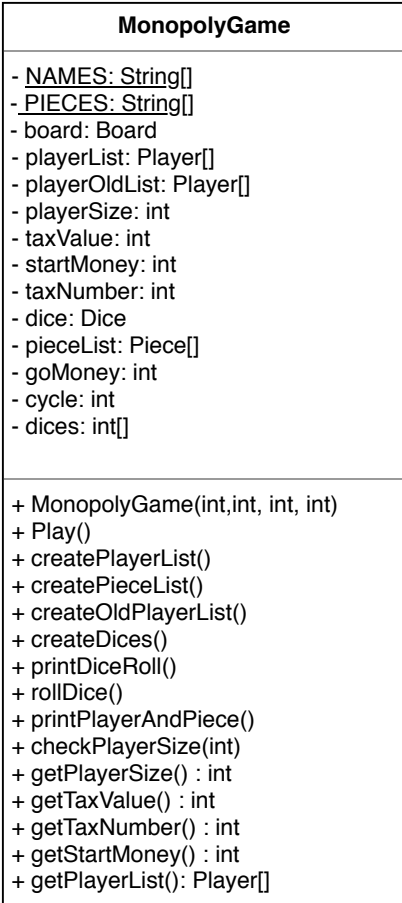 MonopolyGame
- NAMES: String[]
- PIECES: String[]
- board: Board
- playerList: Player[]
- playerOldList: Player[]
- playerSize: int
- taxValue: int
- startMoney: int
- taxNumber: int
- dice: Dice
- pieceList: Piece[]
- goMoney: int
- cycle: int
- dices: int[]
+ MonopolyGame(int,int, int, int)
+ Play()
+ createPlayerList()
+ createPieceList()
+ createOldPlayerList()
+ createDices()
+ printDiceRoll()
+ rollDice()
+ printPlayerAndPiece()
+ checkPlayerSize(int)
+ getPlayerSize() : int
+ getTaxValue() : int
+ getTaxNumber() : int
+ getStartMoney() : int
+ getPlayerList(): Player[]